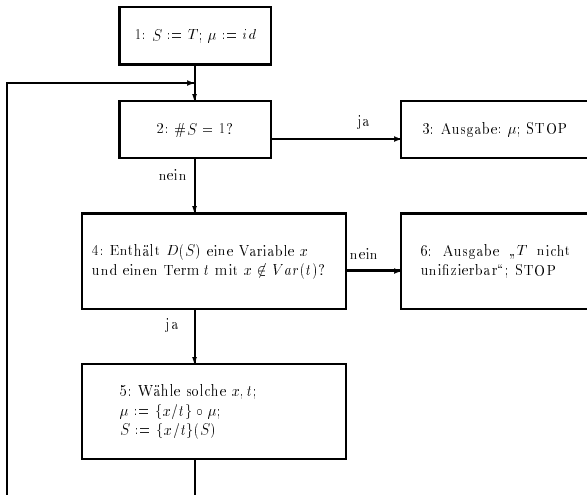 1: S := T; μ := id
2: #S = 1?
ja
3: Ausgabe: μ; STOP
nein
4: Enthält D(S) eine Variable x
und einen Term t mit x ∉ Var(t)?
nein
6: Ausgabe „T nicht
unifizierbar“; STOP
ja
5: Wähle solche x, t;
μ := {x/t} ∘ μ;
S := {x/t}(S)